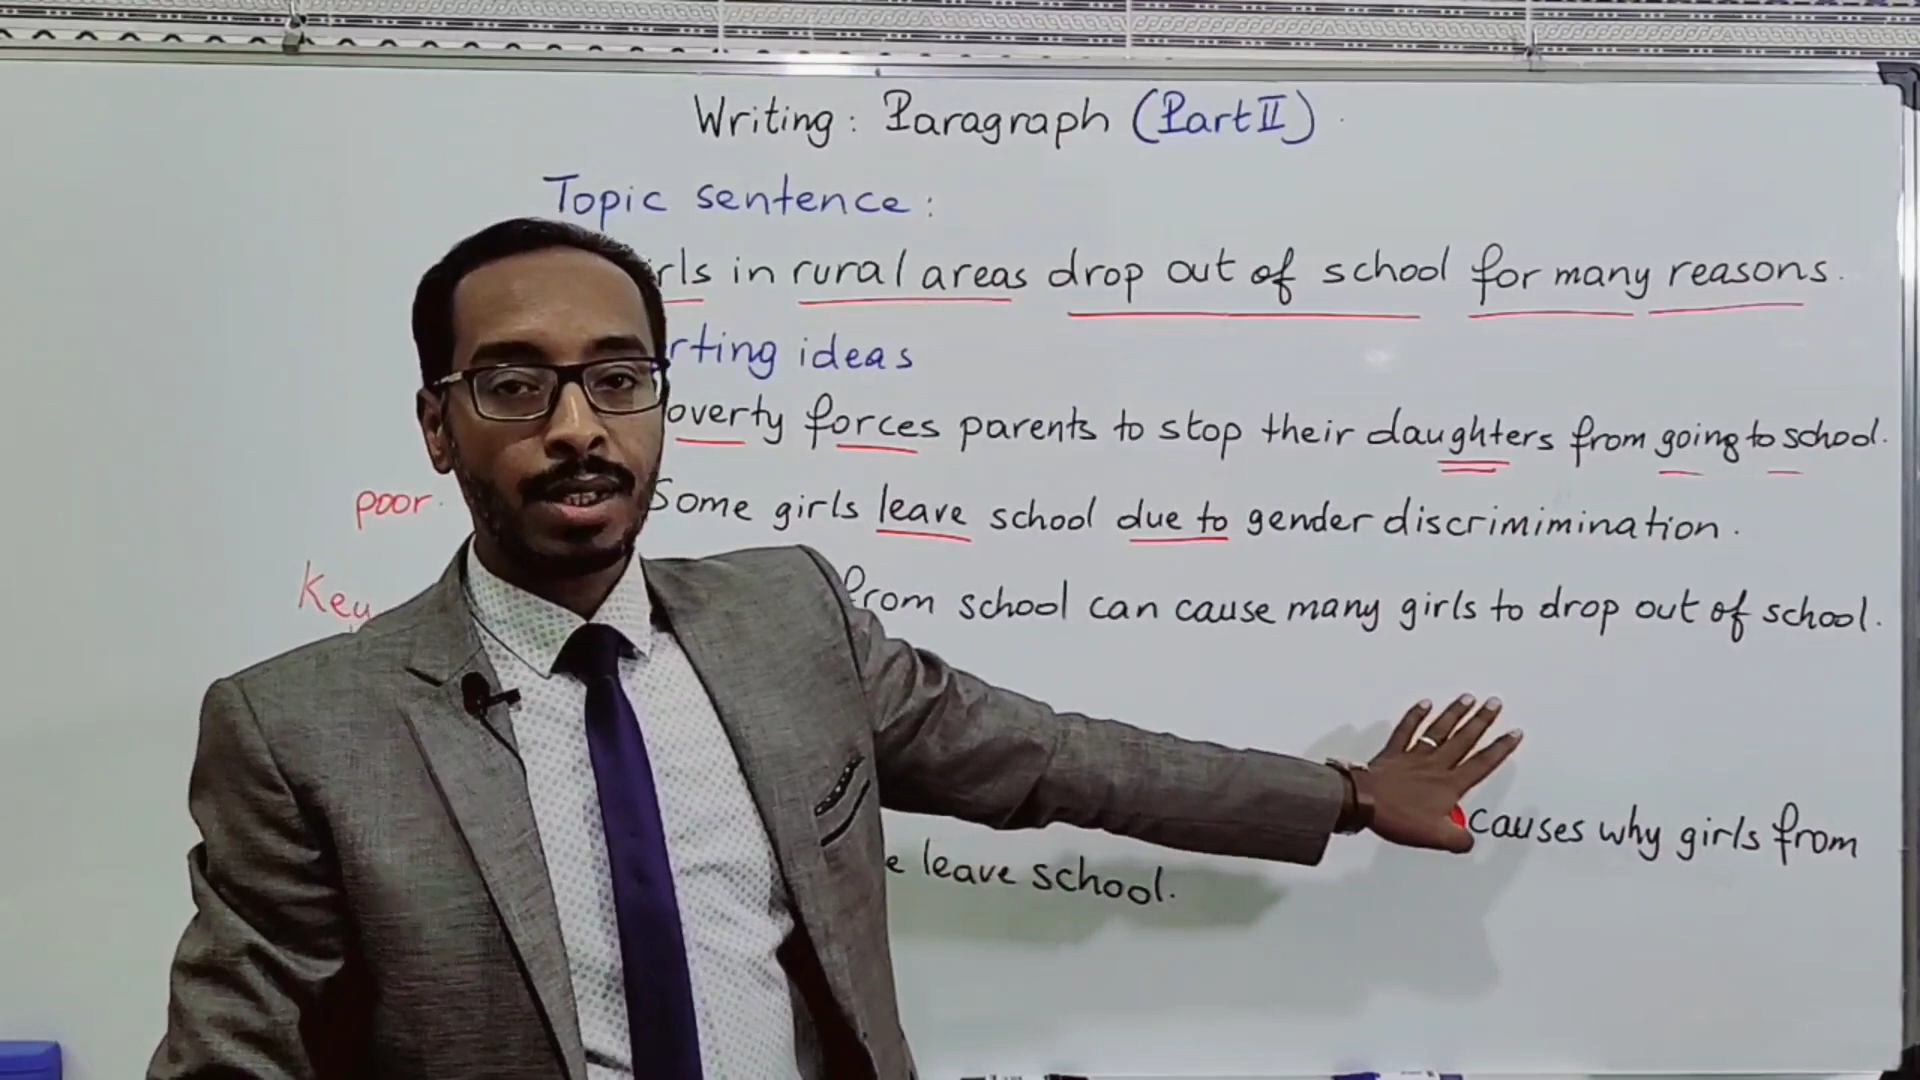 Writing: Paragraph (Part II)
Topic sentence:
rls in rural areas drop out of school for many reasons.
rting ideas
overty forces parents to stop their daughters from going to school.
poor. Some girls leave school due to gender discrimimination.
Key
from school can cause many girls to drop out of school.
causes why girls from
e leave school.